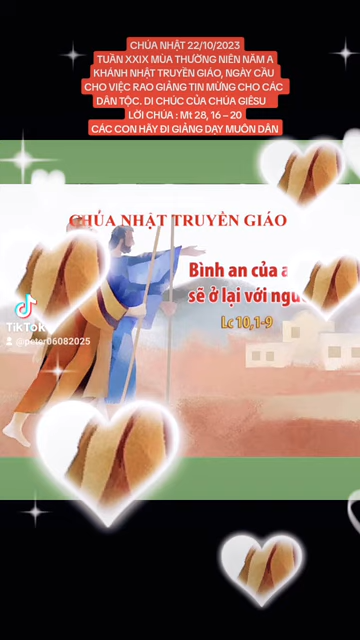 CHÚA NHẬT 22/10/2023
TUẦN XXIX MÙA THƯỜNG NIÊN NĂM A
KHÁNH NHẬT TRUYỀN GIÁO, NGÀY CẦU
CHO VIỆC RAO GIẢNG TIN MỪNG CHO CÁC
DÂN TỘC. DI CHÚC CỦA CHÚA GIÊSU
LỜI CHÚA : Mt 28, 16 – 20
CÁC CON HÃY ĐI GIẢNG DẠY MUÔN DÂN
CHÚA NHẬT TRUYỀN GIÁO
Bình an của
sẽ ở lại với
Lc 10,1-9
TikTok
@peter06082025